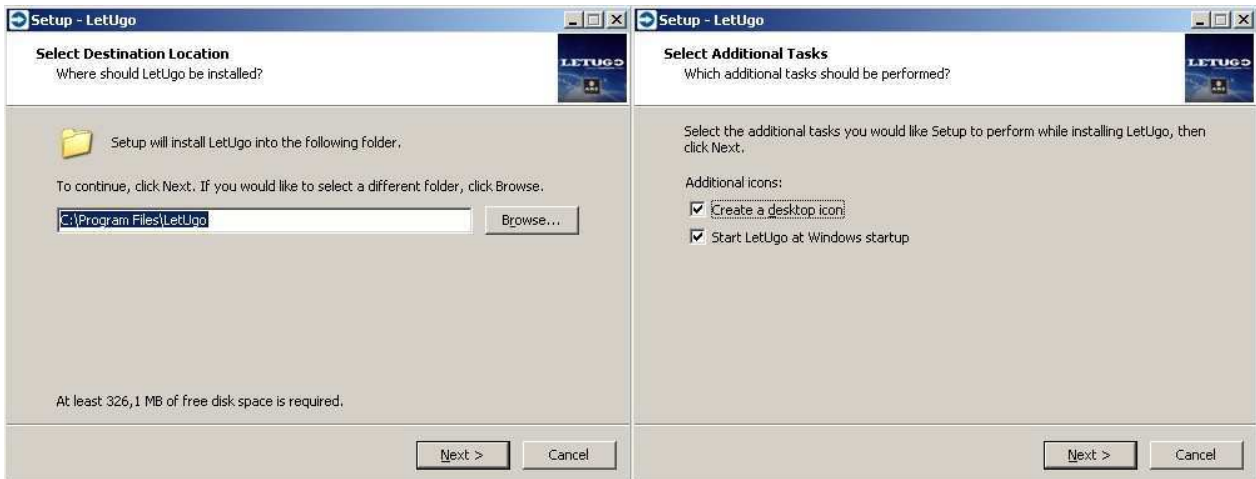 Setup - LetUgo
Select Destination Location
Where should LetUgo be installed?
LETUGO
Setup will install LetUgo into the following folder.
To continue, click Next. If you would like to select a different folder, click Browse.
C:\Program Files\LetUgo
Browse...
At least 326,1 MB of free disk space is required.
Next >
Cancel
Setup - LetUgo
Select Additional Tasks
Which additional tasks should be performed?
LETUGO
Select the additional tasks you would like Setup to perform while installing LetUgo, then
click Next.
Additional icons:
Create a desktop icon
Start LetUgo at Windows startup
Next >
Cancel